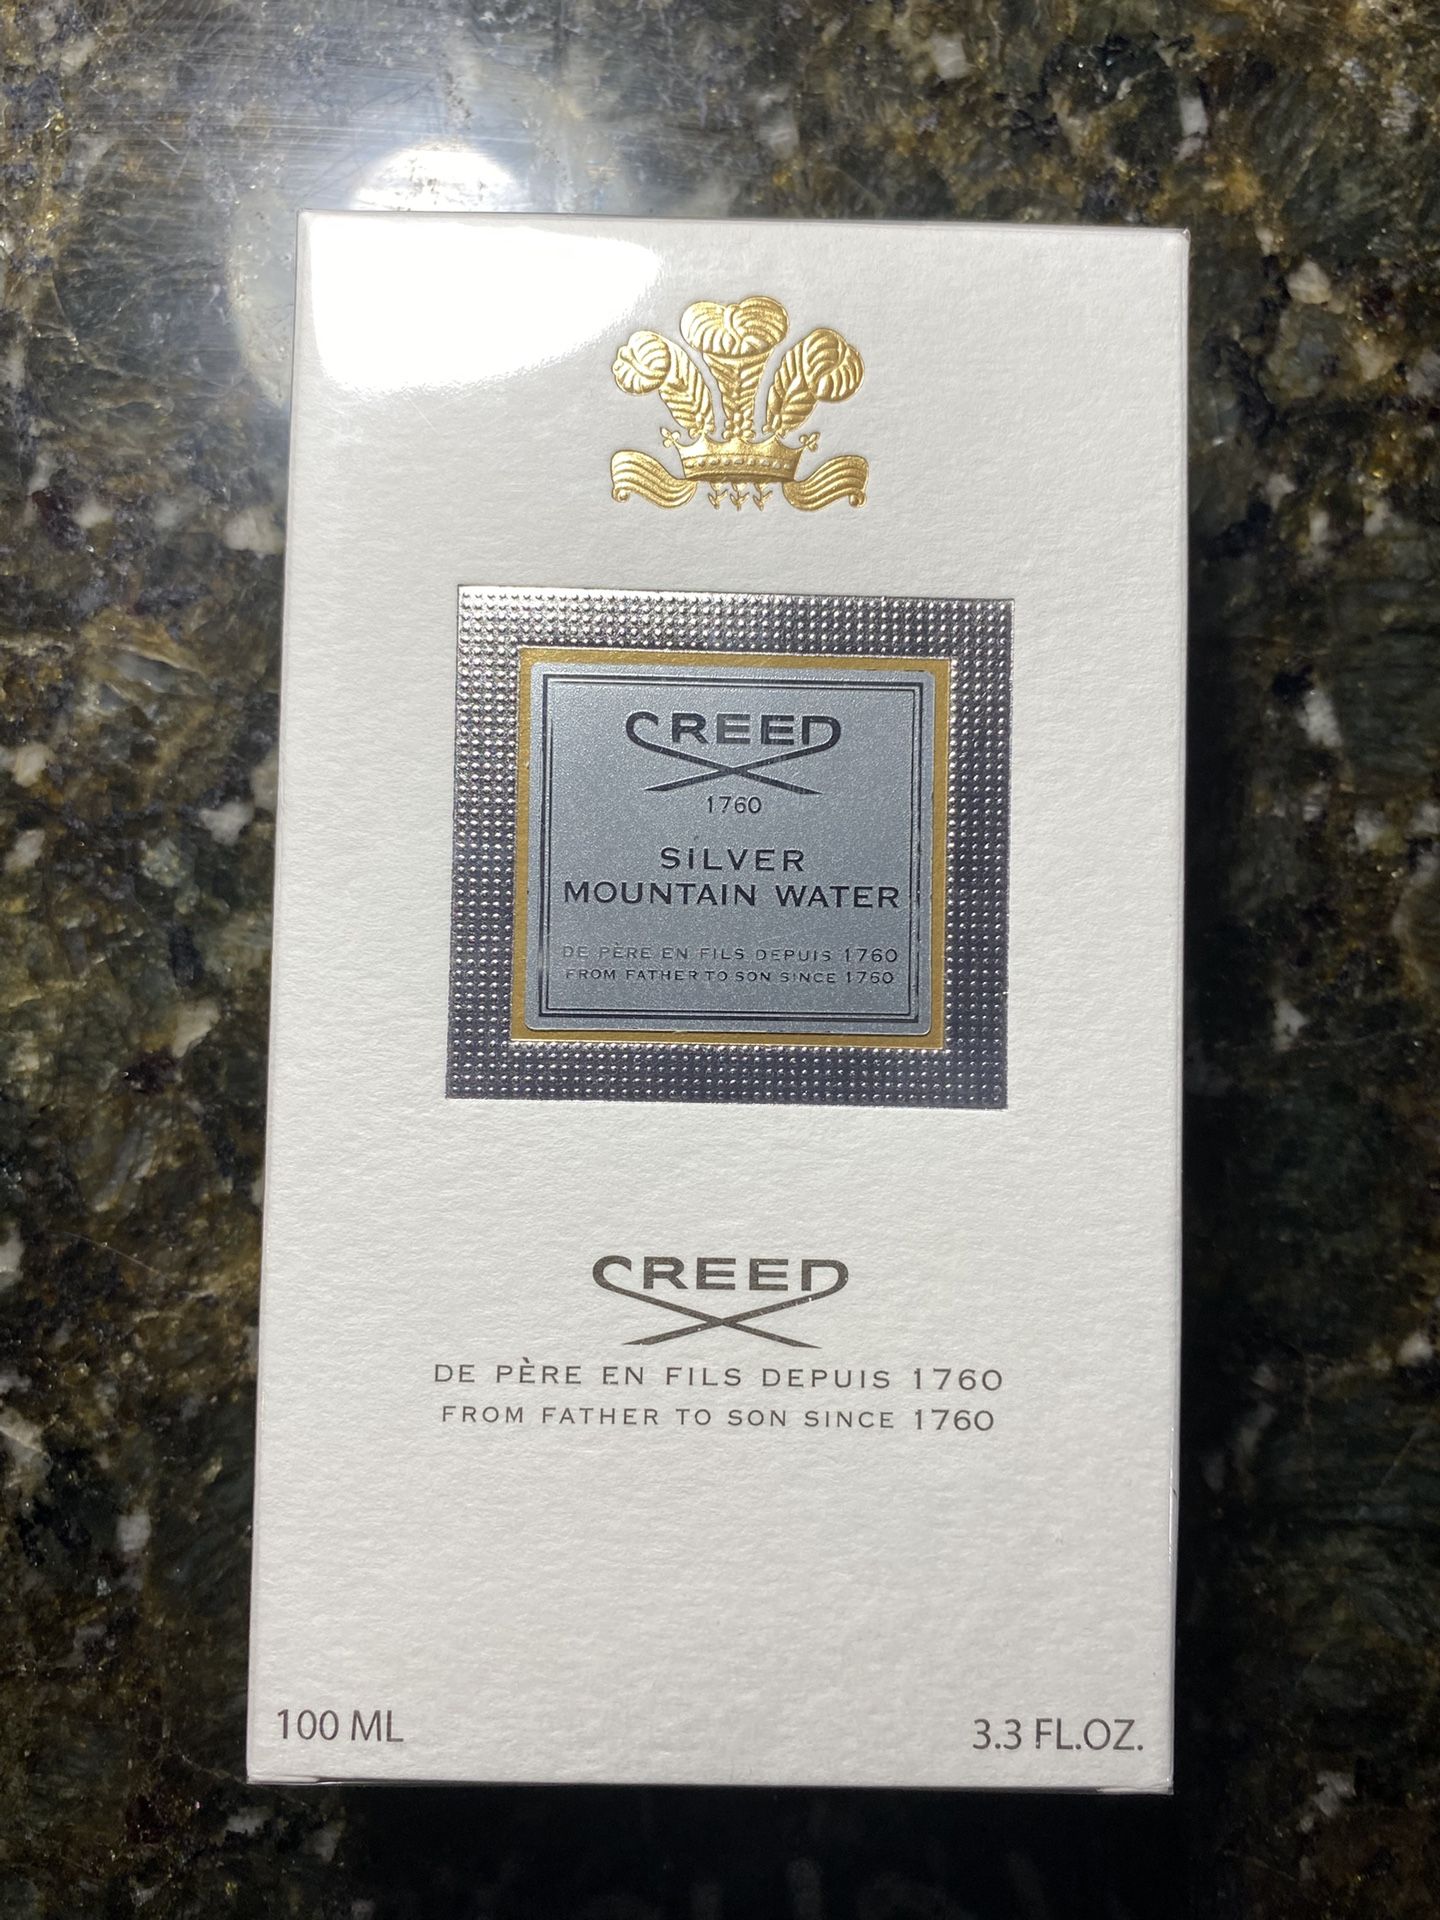 CREED
1760
SiLVER
MOUNTAIN WATER
DE PÈRE EN FILS DEPUIS 1760
FROM FATHER TO SON SINCE 1760
CREED
DE PÈRE EN FILS DEPUIS 1760
FROM FATHER TO SON SINCE 1760
100 ML
3.3 FL.OZ.